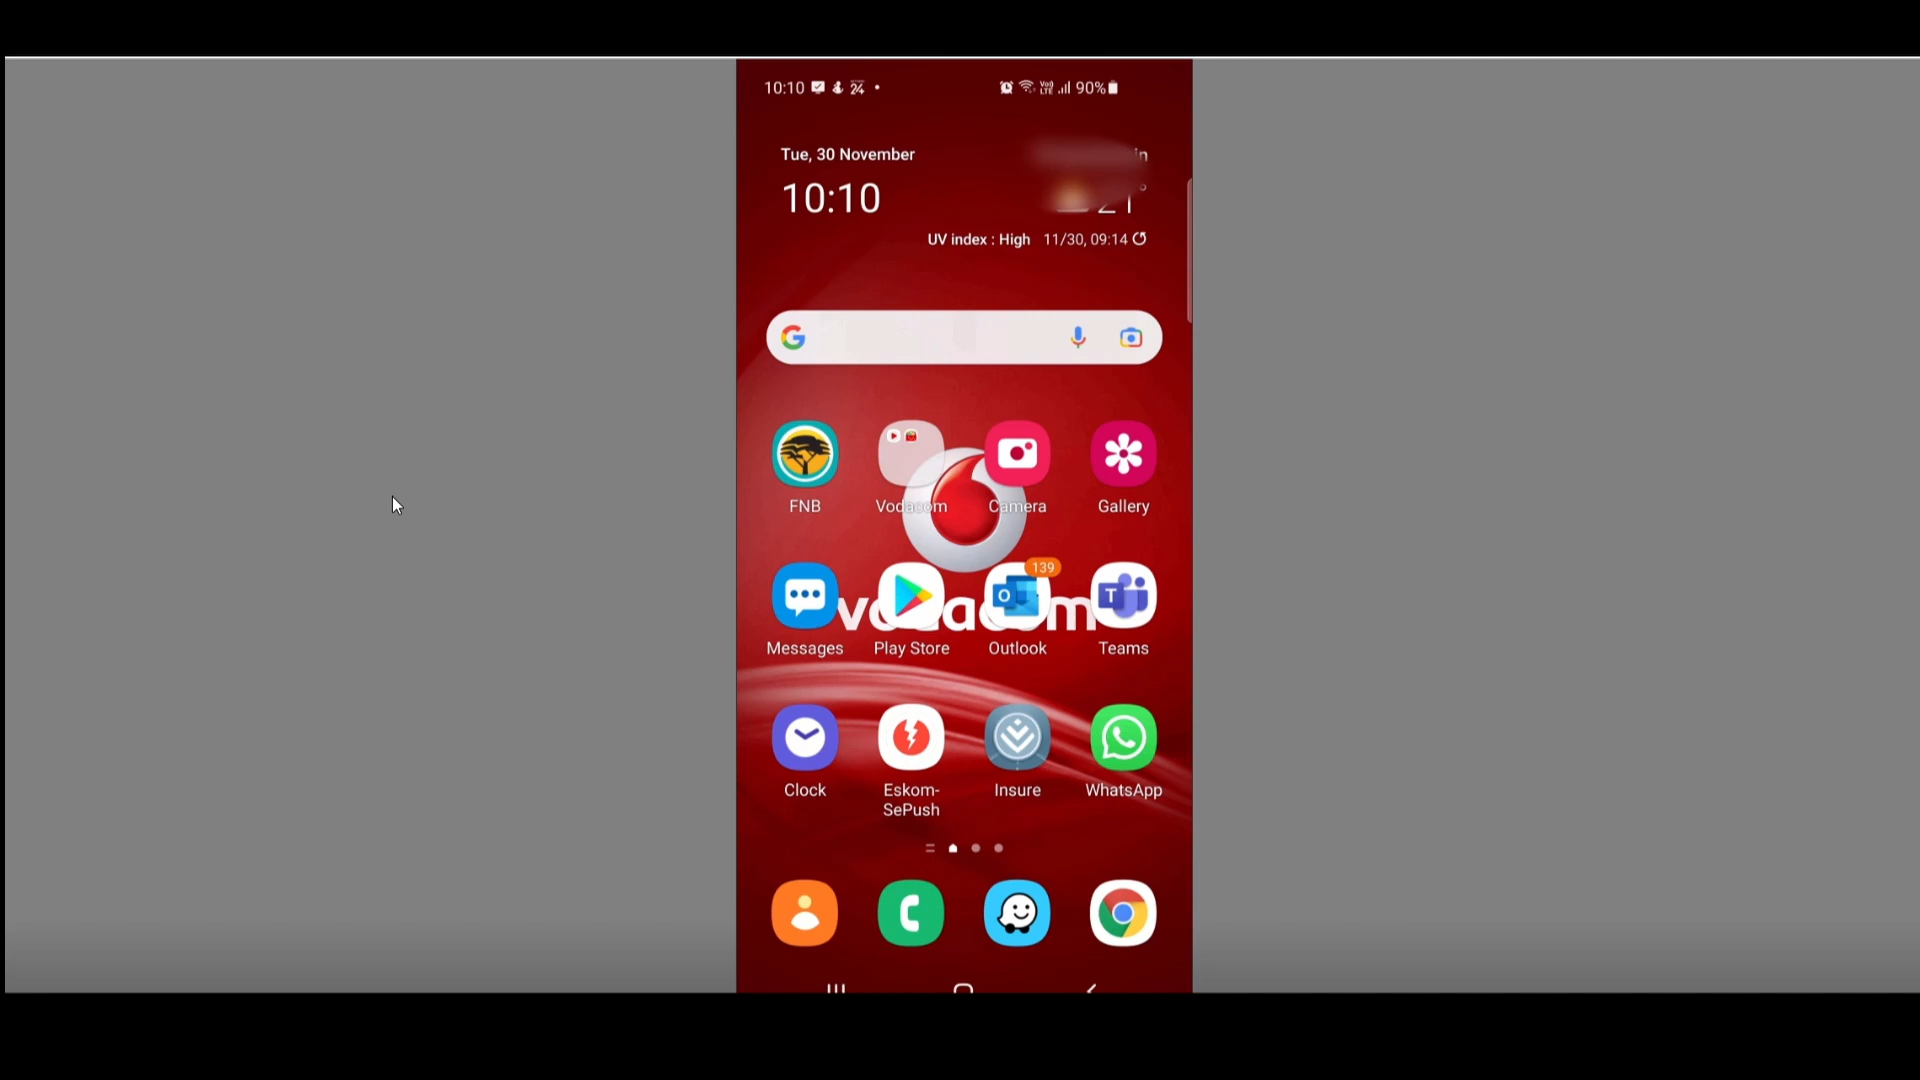 10:10 24 90%
Tue, 30 November
10:10
UV index : High 11/30, 09:14
FNB Vodacom Camera Gallery
139
vodacom
Messages Play Store Outlook Teams
Clock Eskom- Insure WhatsApp
SePush